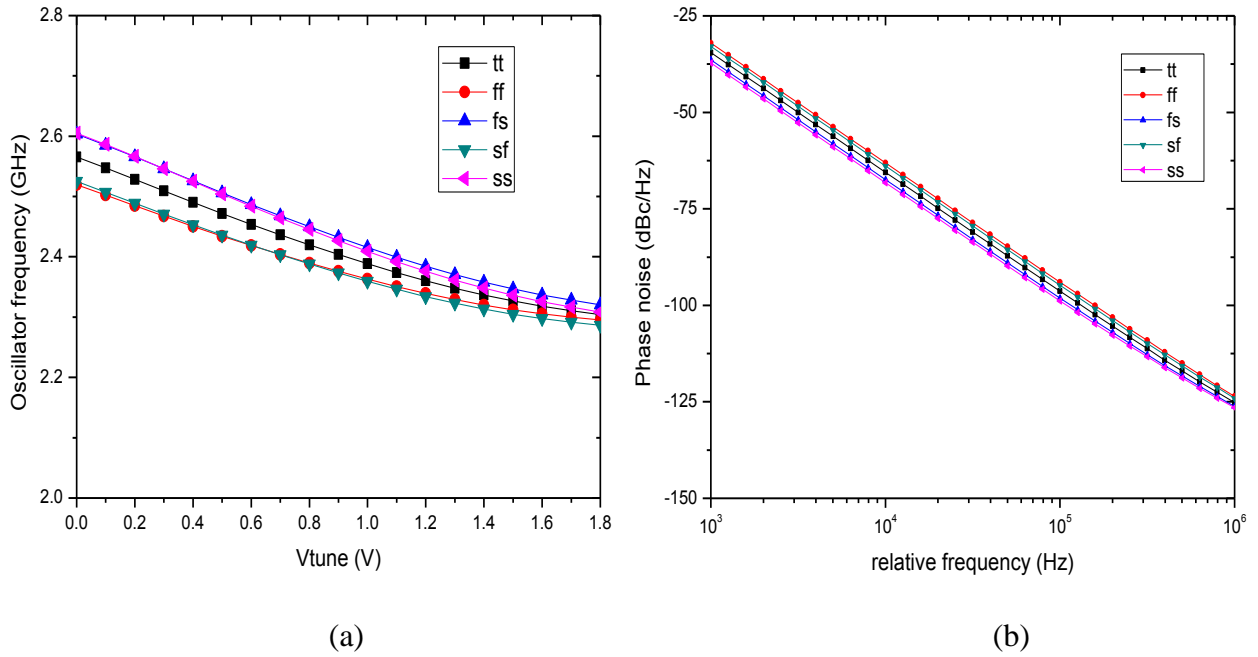 2.8
2.6
2.4
2.2
2.0
0.0 0.2 0.4 0.6 0.8 1.0 1.2 1.4 1.6 1.8
Oscillator frequency (GHz)
Vtune (V)
tt
ff
fs
sf
ss
(a)
-25
-50
-75
-100
-125
-150
10³ 10⁴ 10⁵ 10⁶
Phase noise (dBc/Hz)
relative frequency (Hz)
tt
ff
fs
sf
ss
(b)